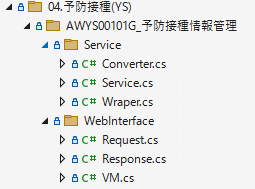 04.予防接種(YS)
AWYS00101G_予防接種情報管理
Service
C# Converter.cs
C# Service.cs
C# Wraper.cs
WebInterface
C# Request.cs
C# Response.cs
C# VM.cs